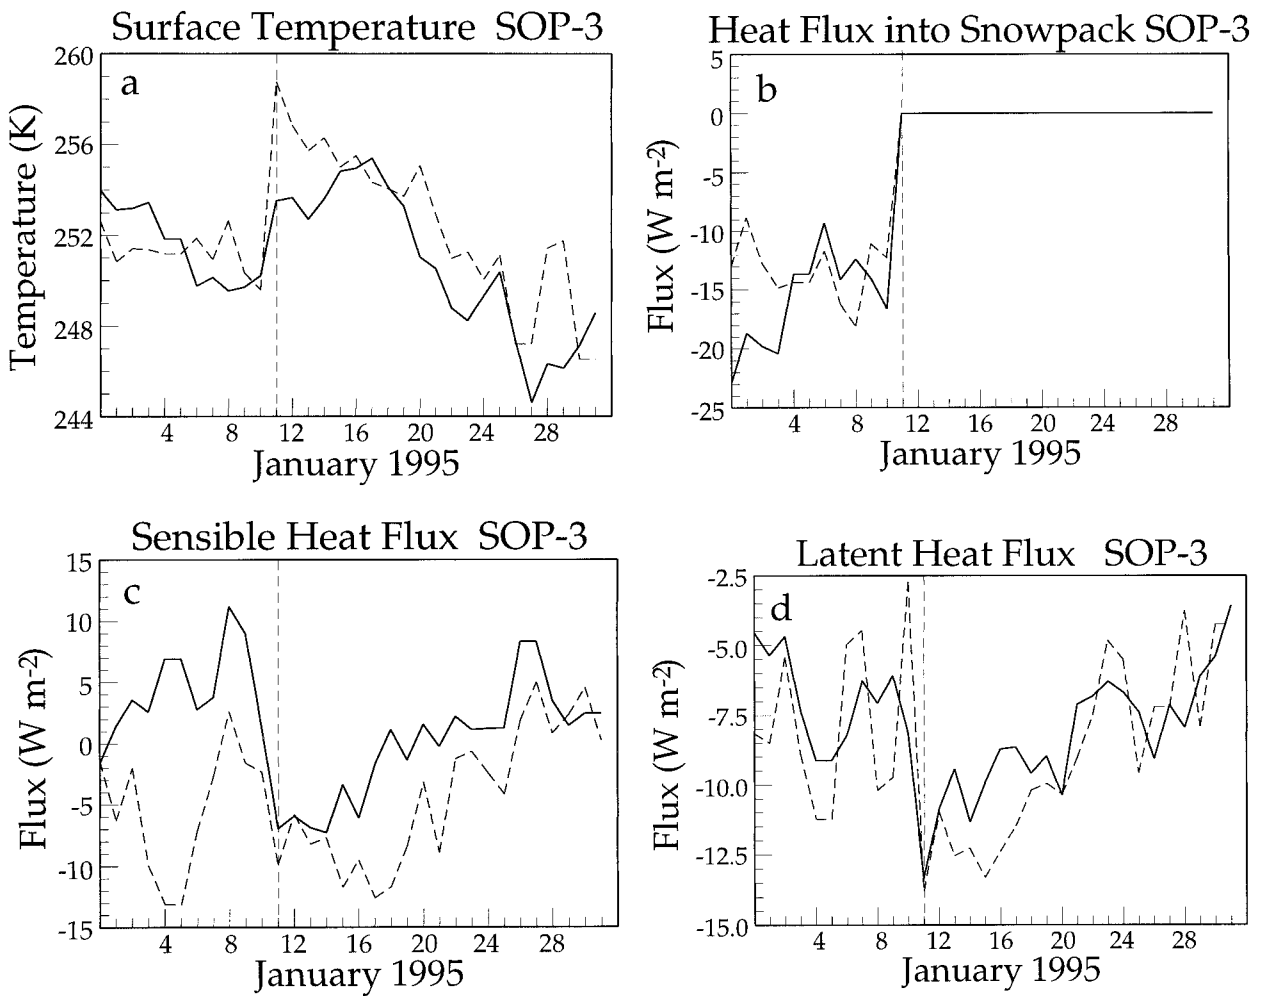 Surface Temperature SOP-3
a
Temperature (K)
260
256
252
248
244
4 8 12 16 20 24 28
January 1995
Heat Flux into Snowpack SOP-3
b
Flux (W m-2)
5
0
-5
-10
-15
-20
-25
4 8 12 16 20 24 28
January 1995
Sensible Heat Flux SOP-3
c
Flux (W m-2)
15
10
5
0
-5
-10
-15
4 8 12 16 20 24 28
January 1995
Latent Heat Flux SOP-3
d
Flux (W m-2)
-2.5
-5.0
-7.5
-10.0
-12.5
-15.0
4 8 12 16 20 24 28
January 1995